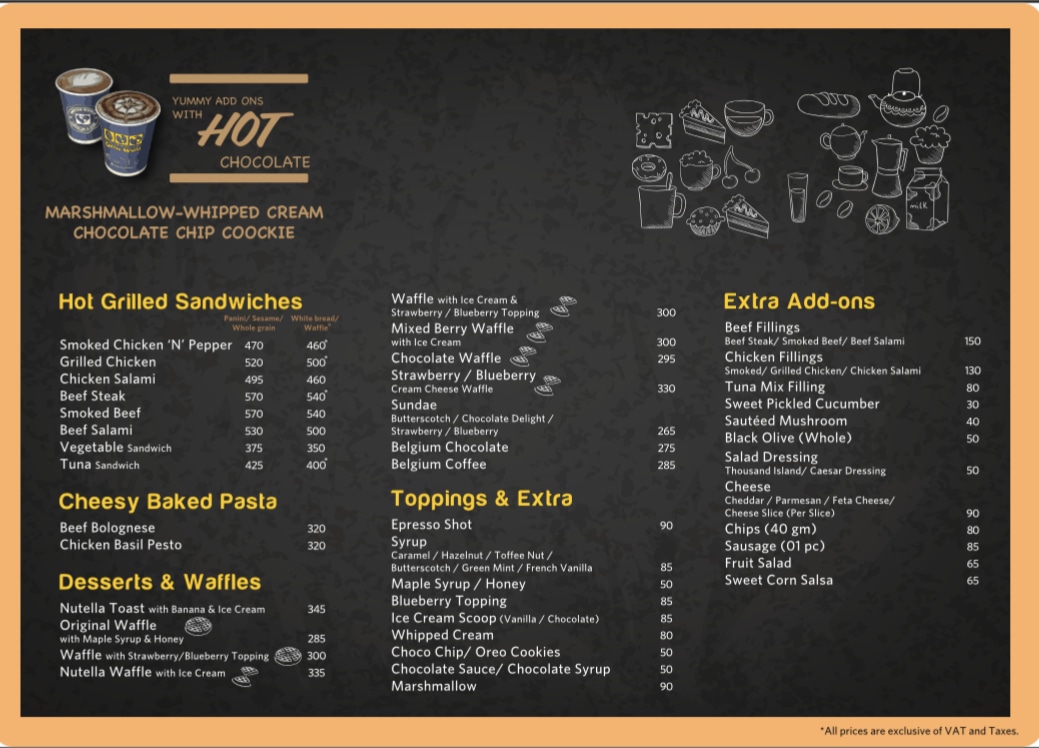 YUMMY ADD ONS
WITH HOT
CHOCOLATE
MARSHMALLOW-WHIPPED CREAM
CHOCOLATE CHIP COOCKIE
Hot Grilled Sandwiches
Panini/ Sesame/ White bread/
Whole grain Waffle*
Smoked Chicken ‘N’ Pepper 470 460*
Grilled Chicken 520 500*
Chicken Salami 495 460
Beef Steak 570 540*
Smoked Beef 570 540
Beef Salami 530 500
Vegetable Sandwich 375 350
Tuna Sandwich 425 400*
Cheesy Baked Pasta
Beef Bolognese 320
Chicken Basil Pesto 320
Desserts & Waffles
Nutella Toast with Banana & Ice Cream 345
Original Waffle
with Maple Syrup & Honey 285
Waffle with Strawberry/Blueberry Topping 300
Nutella Waffle with Ice Cream 335
Waffle with Ice Cream &
Strawberry / Blueberry Topping 300
Mixed Berry Waffle
with Ice Cream 300
Chocolate Waffle 295
Strawberry / Blueberry
Cream Cheese Waffle 330
Sundae
Butterscotch / Chocolate Delight /
Strawberry / Blueberry 265
Belgium Chocolate 275
Belgium Coffee 285
Toppings & Extra
Epresso Shot 90
Syrup
Caramel / Hazelnut / Toffee Nut /
Butterscotch / Green Mint / French Vanilla 85
Maple Syrup / Honey 50
Blueberry Topping 85
Ice Cream Scoop (Vanilla / Chocolate) 85
Whipped Cream 80
Choco Chip/ Oreo Cookies 50
Chocolate Sauce/ Chocolate Syrup 50
Marshmallow 90
milk
Extra Add-ons
Beef Fillings
Beef Steak/ Smoked Beef/ Beef Salami 150
Chicken Fillings
Smoked/ Grilled Chicken/ Chicken Salami 130
Tuna Mix Filling 80
Sweet Pickled Cucumber 30
Sautéed Mushroom 40
Black Olive (Whole) 50
Salad Dressing
Thousand Island/ Caesar Dressing 50
Cheese
Cheddar / Parmesan / Feta Cheese/
Cheese Slice (Per Slice) 90
Chips (40 gm) 80
Sausage (01 pc) 85
Fruit Salad 65
Sweet Corn Salsa 65
*All prices are exclusive of VAT and Taxes.